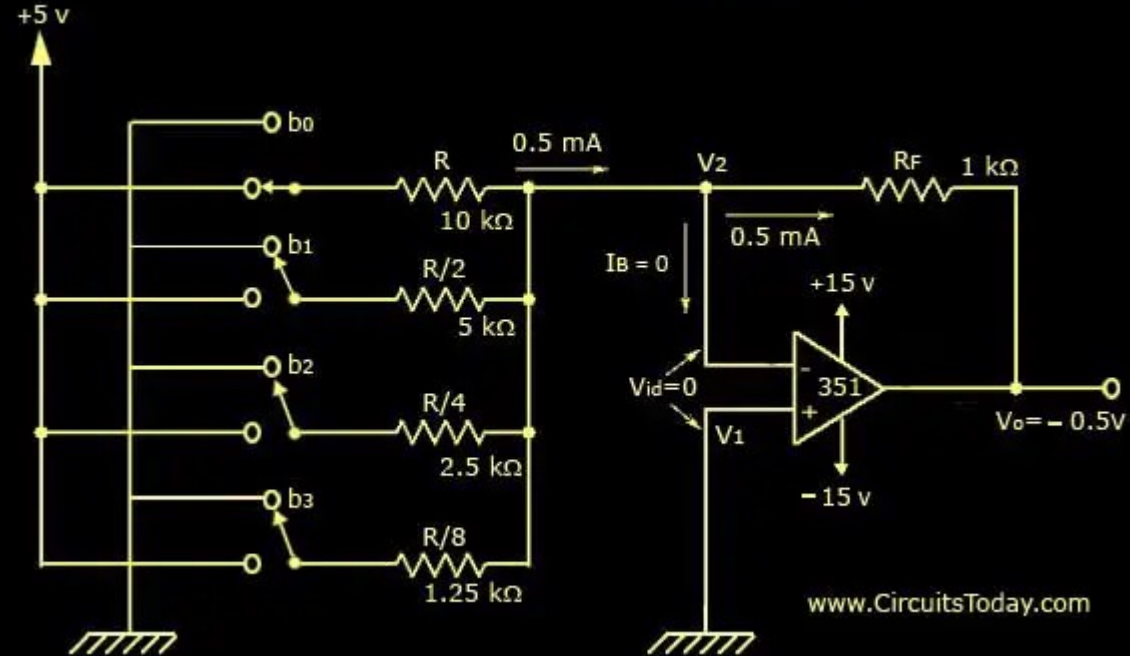 +5 v
b0
R
10 kΩ
0.5 mA
V2
RF
1 kΩ
b1
R/2
5 kΩ
IB = 0
0.5 mA
+15 v
b2
R/4
2.5 kΩ
Vid=0
-
351
+
V1
Vo= – 0.5v
b3
R/8
1.25 kΩ
–15 v
www.CircuitsToday.com